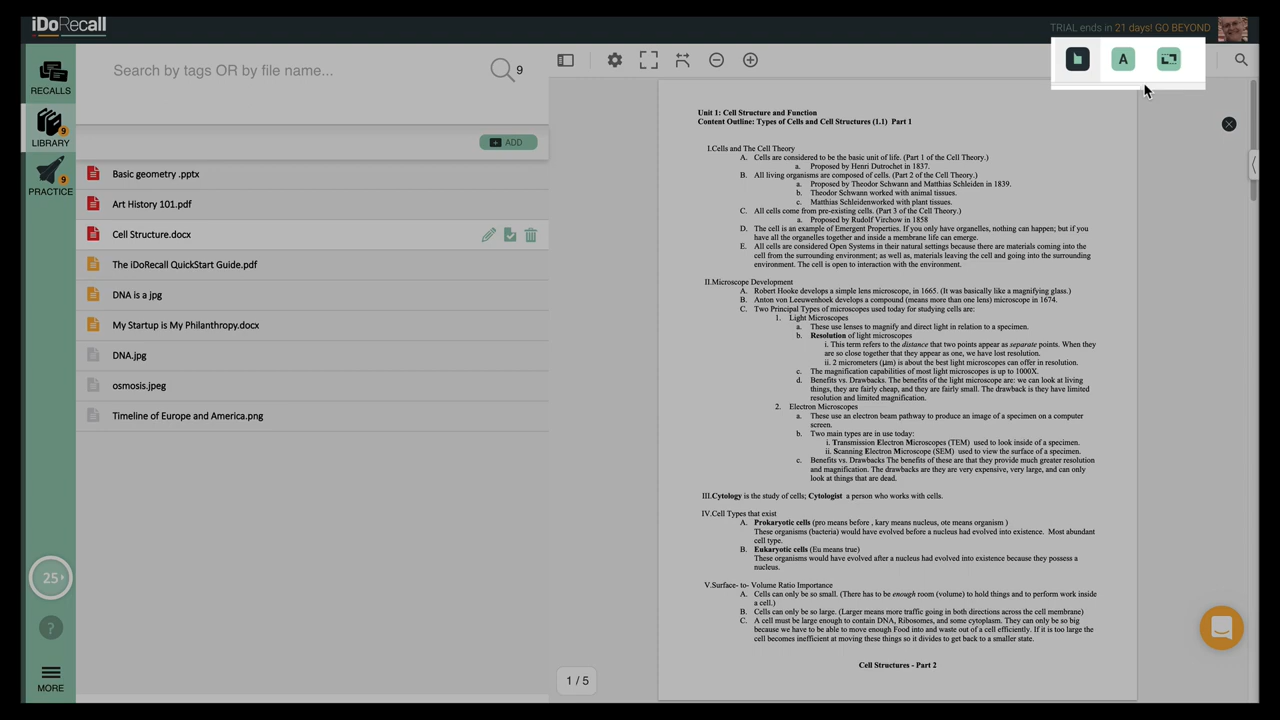 iDoRecall
TRIAL ends in 21 days! GO BEYOND
RECALLS
9
LIBRARY
9
PRACTICE
25
?
MORE
Search by tags OR by file name...
9
ADD
Basic geometry .pptx
Art History 101.pdf
Cell Structure.docx
The iDoRecall QuickStart Guide.pdf
DNA is a jpg
My Startup is My Philanthropy.docx
DNA.jpg
osmosis.jpeg
Timeline of Europe and America.png
A
Unit 1: Cell Structure and Function
Content Outline: Types of Cells and Cell Structures (1.1) Part 1
I.Cells and The Cell Theory
A. Cells are considered to be the basic unit of life. (Part 1 of the Cell Theory.)
a. Proposed by Henri Dutrochet in 1837.
B. All living organisms are composed of cells. (Part 2 of the Cell Theory.)
a. Proposed by Theodor Schwann and Matthias Schleiden in 1839.
b. Theodor Schwann worked with animal tissues.
c. Matthias Schleidenworked with plant tissues.
C. All cells come from pre-existing cells. (Part 3 of the Cell Theory.)
a. Proposed by Rudolf Virchow in 1858
D. The cell is an example of Emergent Properties. If you only have organelles, nothing can happen; but if you
have all the organelles together and inside a membrane life can emerge.
E. All cells are considered Open Systems in their natural settings because there are materials coming into the
cell from the surrounding environment; as well as, materials leaving the cell and going into the surrounding
environment. The cell is open to interaction with the environment.
II.Microscope Development
A. Robert Hooke develops a simple lens microscope, in 1665. (It was basically like a magnifying glass.)
B. Anton von Leeuwenhoek develops a compound (means more than one lens) microscope in 1674.
C. Two Principal Types of microscopes used today for studying cells are:
1. Light Microscopes
a. These use lenses to magnify and direct light in relation to a specimen.
b. Resolution of light microscopes
i. This term refers to the distance that two points appear as separate points. When they
are so close together that they appear as one, we have lost resolution.
ii. 2 micrometers (µm) is about the best light microscopes can offer in resolution.
c. The magnification capabilities of most light microscopes is up to 1000X.
d. Benefits vs. Drawbacks. The benefits of the light microscope are: we can look at living
things, they are fairly cheap, and they are fairly small. The drawback is they have limited
resolution and limited magnification.
2. Electron Microscopes
a. These use an electron beam pathway to produce an image of a specimen on a computer
screen.
b. Two main types are in use today:
i. Transmission Electron Microscopes (TEM) used to look inside of a specimen.
ii. Scanning Electron Microscope (SEM) used to view the surface of a specimen.
c. Benefits vs. Drawbacks The benefits of these are that they provide much greater resolution
and magnification. The drawbacks are they are very expensive, very large, and can only
look at things that are dead.
III.Cytology is the study of cells; Cytologist a person who works with cells.
IV.Cell Types that exist
A. Prokaryotic cells (pro means before , kary means nucleus, ote means organism )
These organisms (bacteria) would have evolved before a nucleus had evolved into existence. Most abundant
cell type.
B. Eukaryotic cells (Eu means true)
These organisms would have evolved after a nucleus had evolved into existence because they possess a
nucleus.
V.Surface- to- Volume Ratio Importance
A. Cells can only be so small. (There has to be enough room (volume) to hold things and to perform work inside
a cell.)
B. Cells can only be so large. (Larger means more traffic going in both directions across the cell membrane)
C. A cell must be large enough to contain DNA, Ribosomes, and some cytoplasm. They can only be so big
because we have to be able to move enough Food into and waste out of a cell efficiently. If it is too large the
cell becomes inefficient at moving these things so it divides to get back to a smaller state.
Cell Structures - Part 2
1 / 5